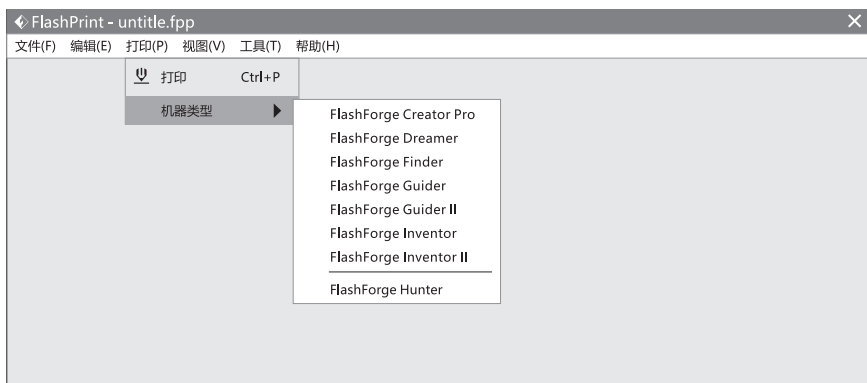 FlashPrint - untitle.fpp
文件(F) 编辑(E) 打印(P) 视图(V) 工具(T) 帮助(H)
打印 Ctrl+P
机器类型
FlashForge Creator Pro
FlashForge Dreamer
FlashForge Finder
FlashForge Guider
FlashForge Guider II
FlashForge Inventor
FlashForge Inventor II
FlashForge Hunter